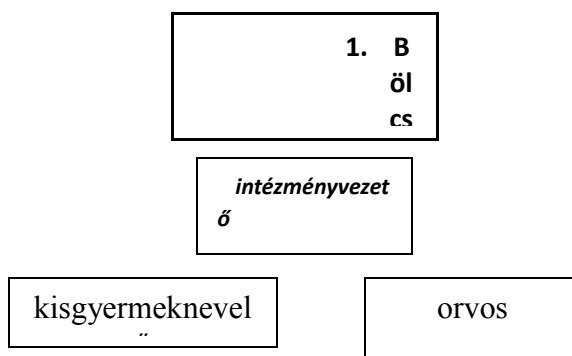 1. B
öl
cs
intézményvezet
ő
kisgyermeknevel
orvos